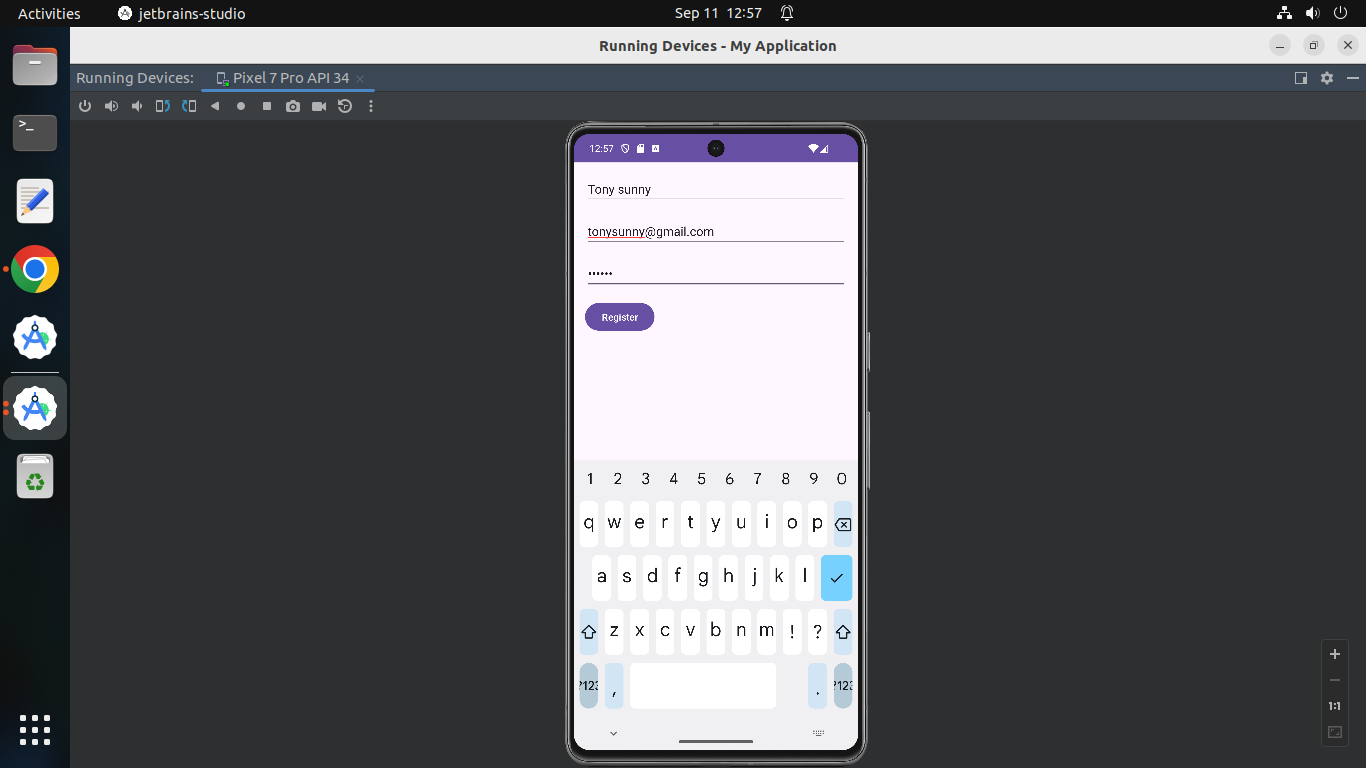 Activities
jetbrains-studio
Sep 11 12:57
Running Devices - My Application
Running Devices:
Pixel 7 Pro API 34
12:57
Tony sunny
tonysunny@gmail.com
••••••
Register
1 2 3 4 5 6 7 8 9 0
q w e r t y u i o p
a s d f g h j k l
z x c v b n m ! ?
?123 , . ?123
1:1